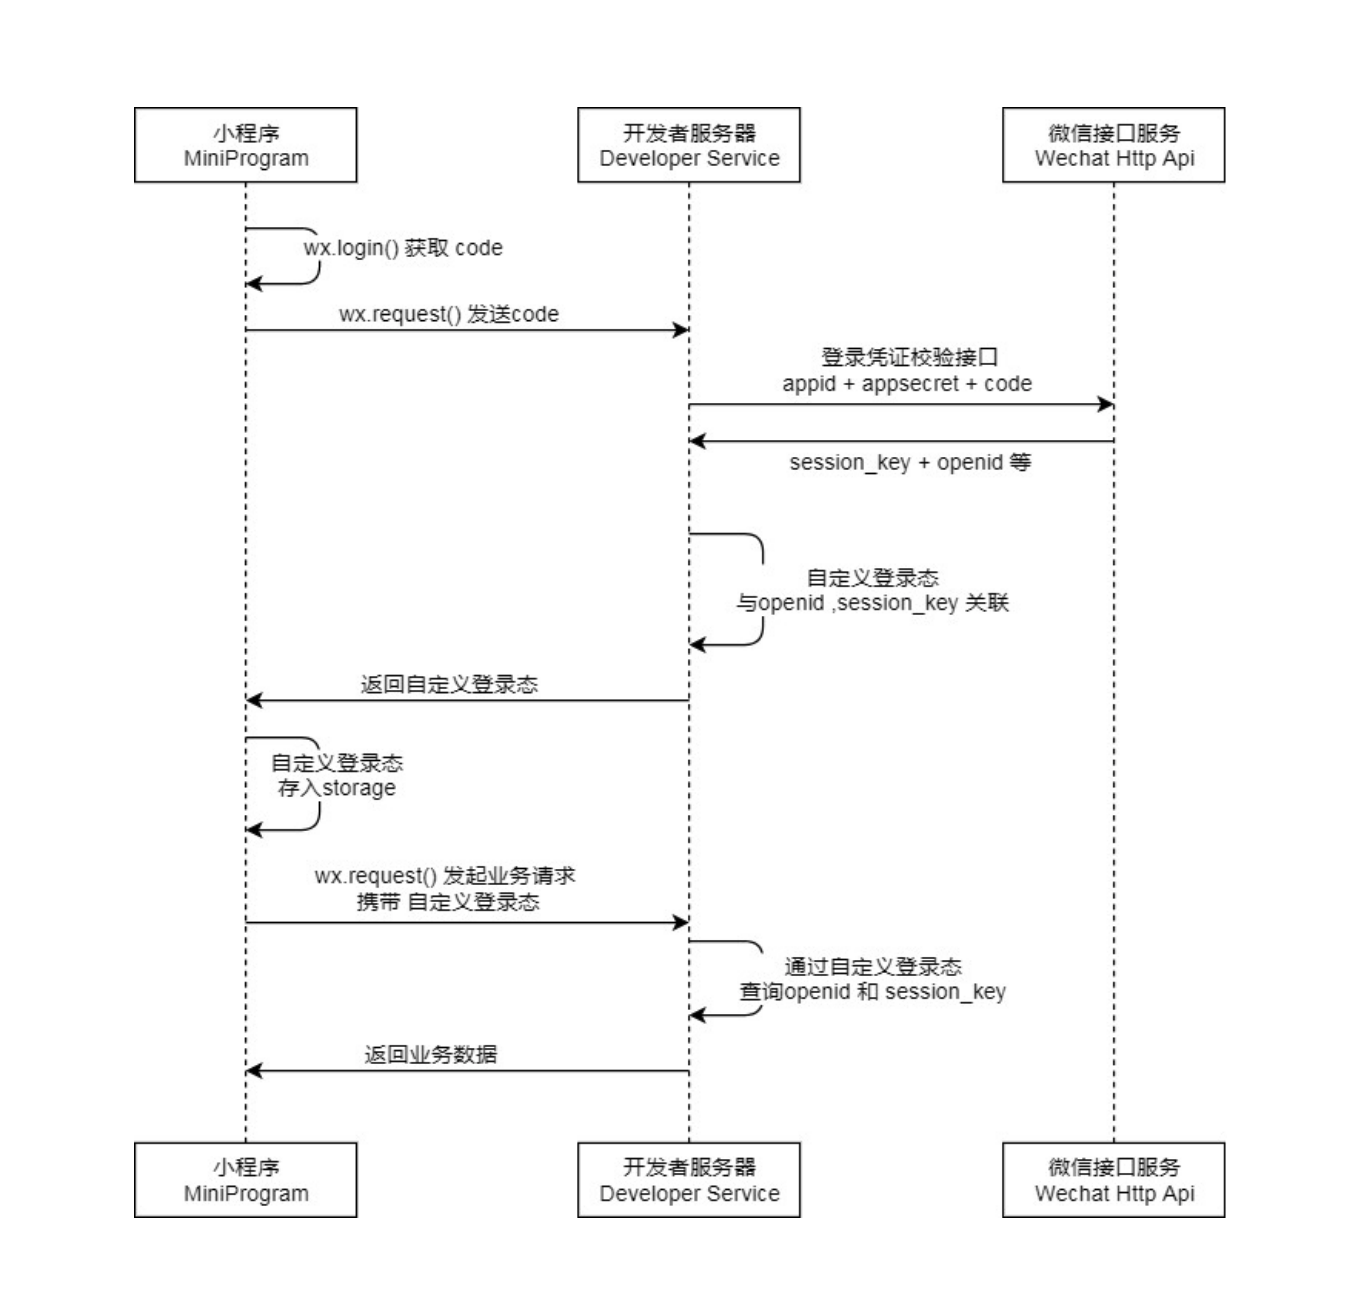 小程序
MiniProgram
开发者服务器
Developer Service
微信接口服务
Wechat Http Api
wx.login() 获取 code
wx.request() 发送code
登录凭证校验接口
appid + appsecret + code
session_key + openid 等
自定义登录态
与openid ,session_key 关联
返回自定义登录态
自定义登录态
存入storage
wx.request() 发起业务请求
携带 自定义登录态
通过自定义登录态
查询openid 和 session_key
返回业务数据
小程序
MiniProgram
开发者服务器
Developer Service
微信接口服务
Wechat Http Api